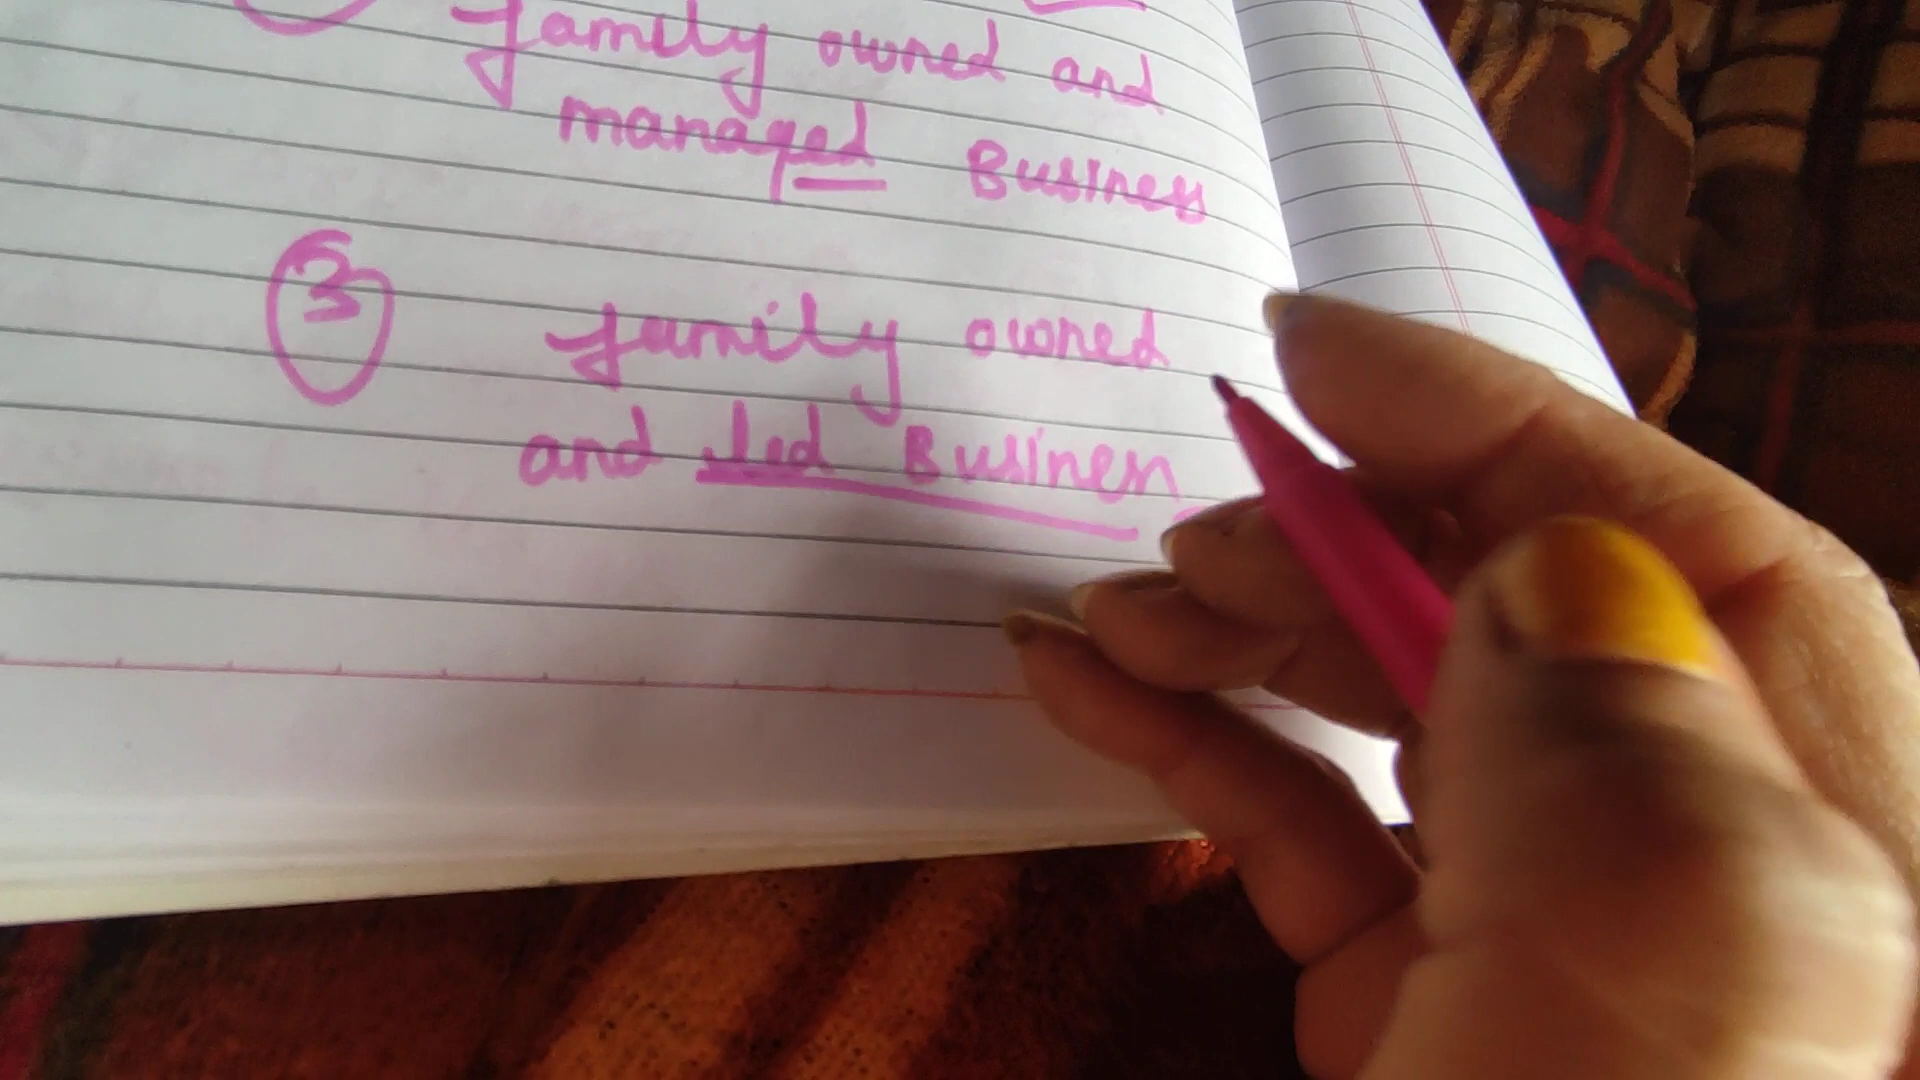 family owned and
managed Business
3 family owned
and led Business